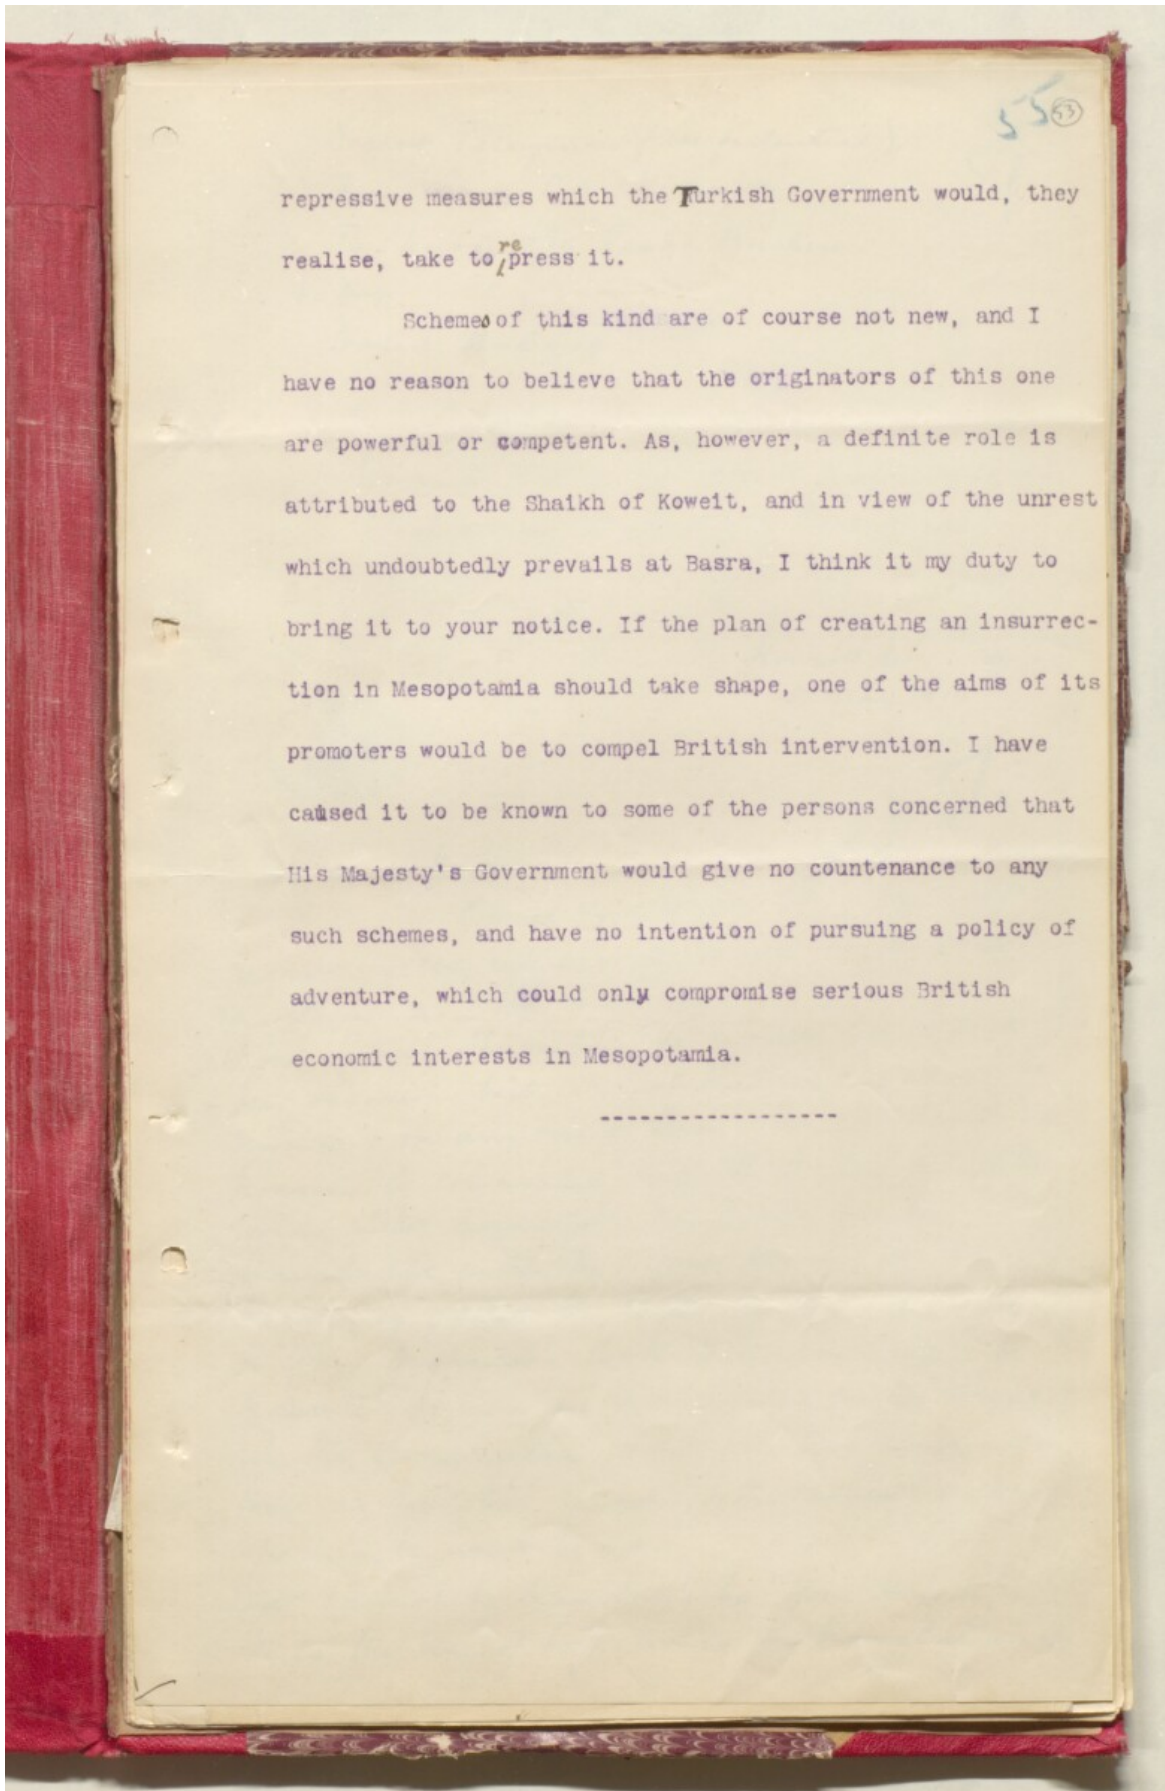 55 53
repressive measures which the Turkish Government would, they
realise, take to repress it.
Schemes of this kind are of course not new, and I
have no reason to believe that the originators of this one
are powerful or competent. As, however, a definite role is
attributed to the Shaikh of Koweit, and in view of the unrest
which undoubtedly prevails at Basra, I think it my duty to
bring it to your notice. If the plan of creating an insurrec-
tion in Mesopotamia should take shape, one of the aims of its
promoters would be to compel British intervention. I have
caused it to be known to some of the persons concerned that
His Majesty's Government would give no countenance to any
such schemes, and have no intention of pursuing a policy of
adventure, which could only compromise serious British
economic interests in Mesopotamia.
------------------